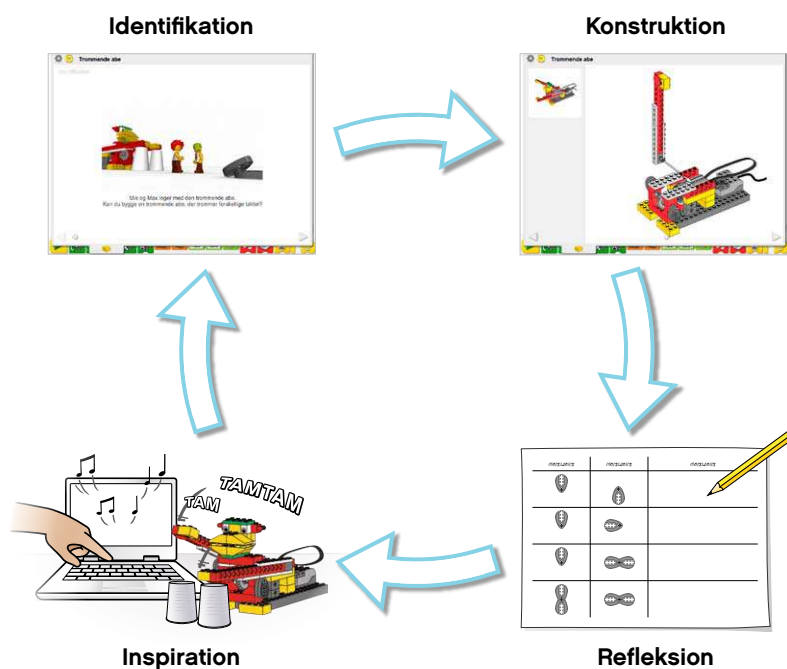 Identifikation
Konstruktion
Trommende abe
Trommende abe
Mie og Max leger med den trommende abe.
Kan du bygge en trommende abe, der trommer forskellige takter?
TAM
TAMTAM
Inspiration
Refleksion